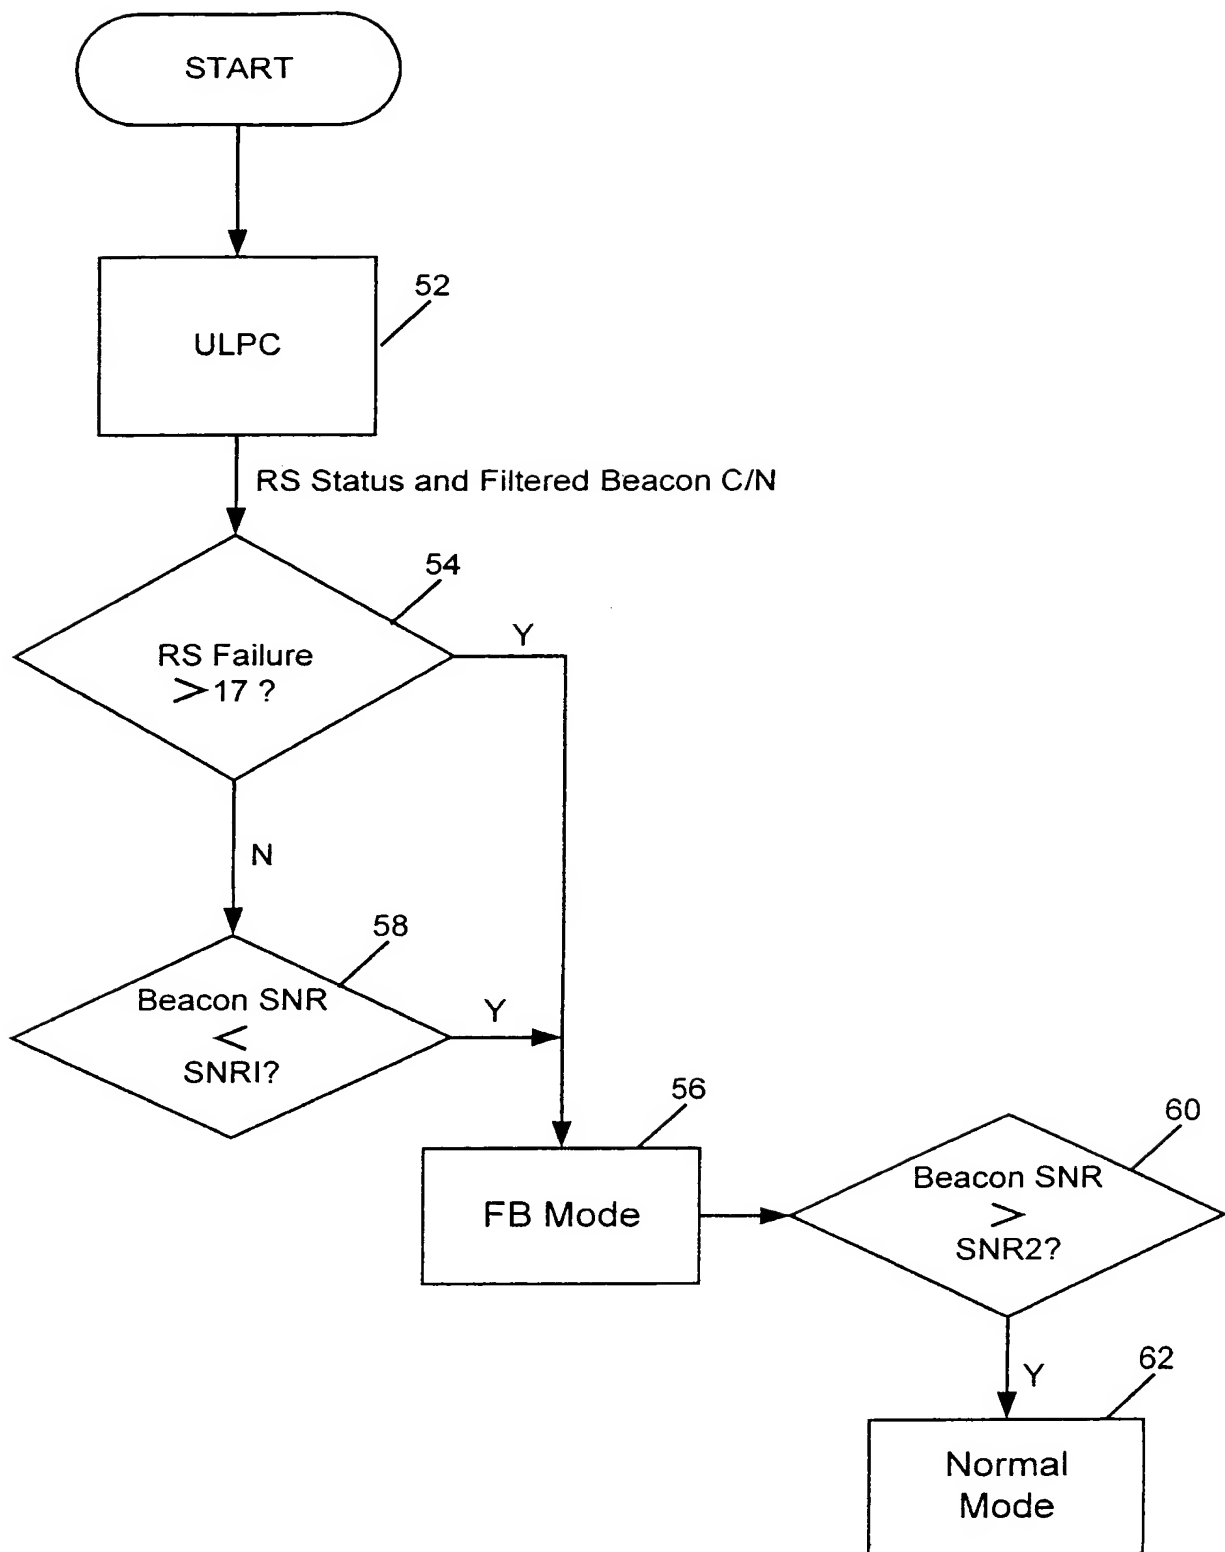 START
52
ULPC
RS Status and Filtered Beacon C/N
54
Y
RS Failure
> 17 ?
N
58
Beacon SNR
<
SNRI?
Y
56
FB Mode
60
Beacon SNR
>
SNR2?
Y
62
Normal
Mode